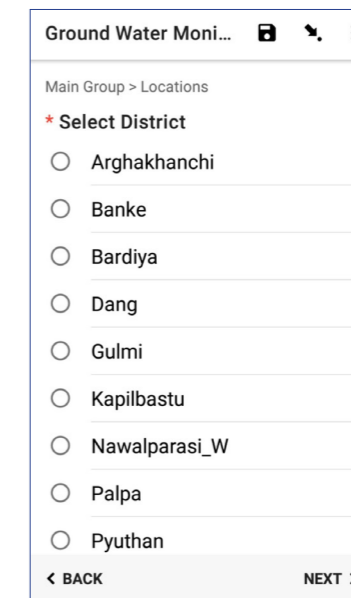 Ground Water Moni...
Main Group > Locations
* Select District
Arghakhanchi
Banke
Bardiya
Dang
Gulmi
Kapilbastu
Nawalparasi_W
Palpa
Pyuthan
< BACK
NEXT >